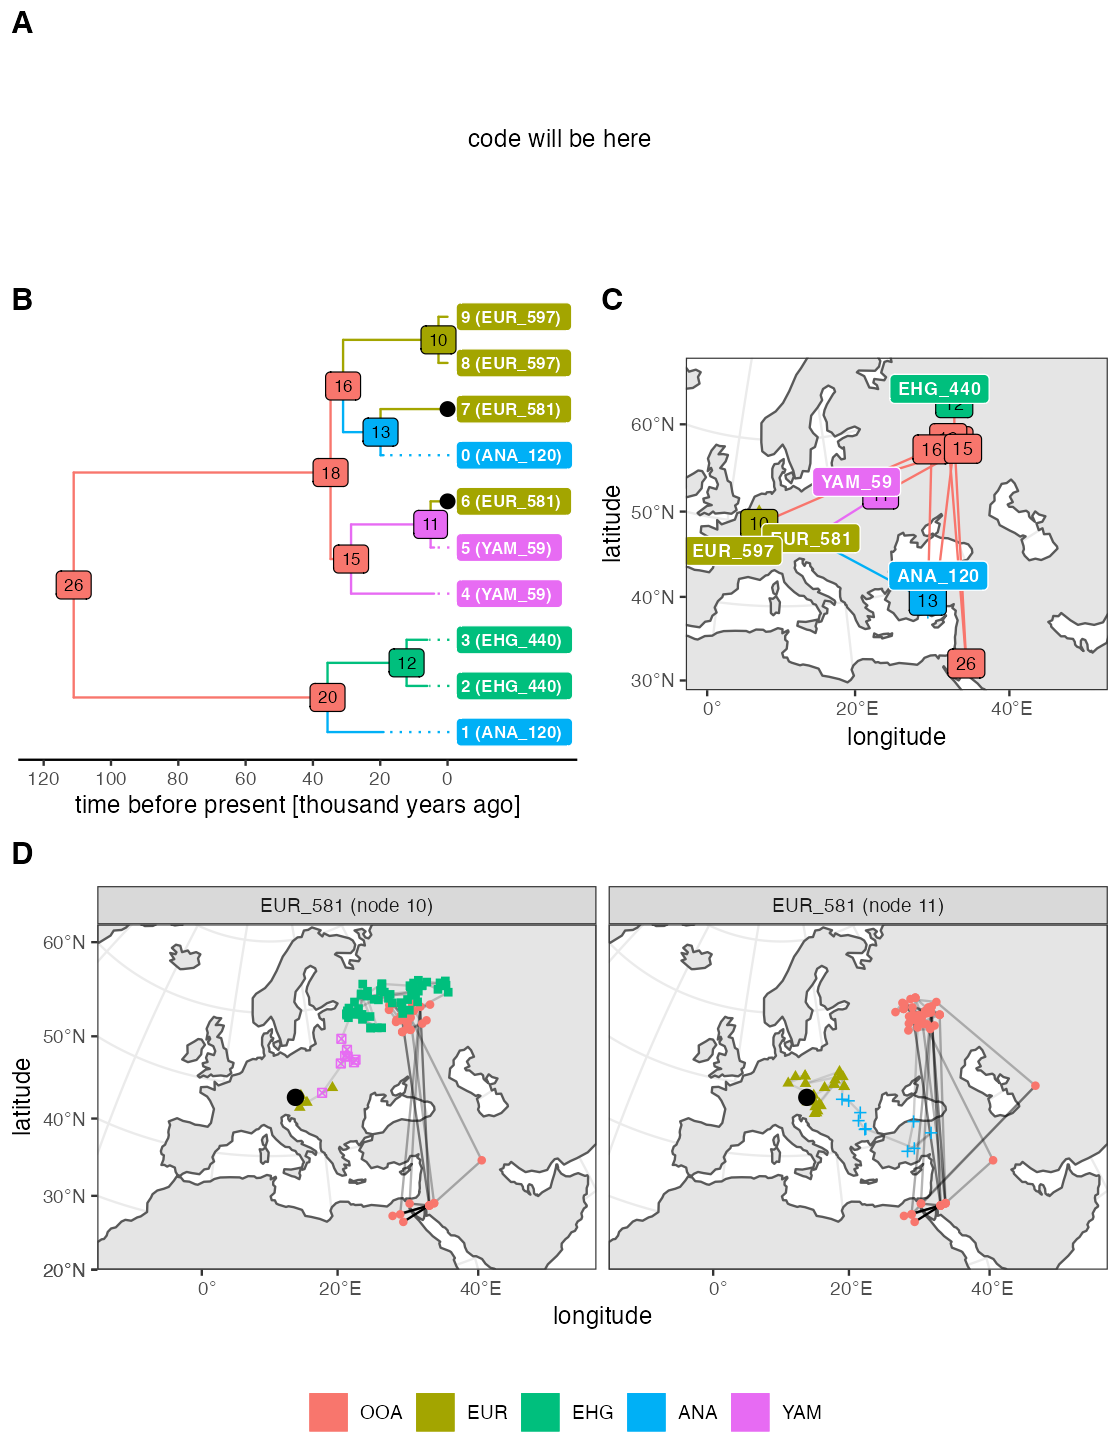 A
code will be here
B
9 (EUR_597)
10
8 (EUR_597)
16
7 (EUR_581)
13
0 (ANA_120)
18
6 (EUR_581)
11
5 (YAM_59)
15
26
4 (YAM_59)
3 (EHG_440)
12
2 (EHG_440)
20
1 (ANA_120)
120 100 80 60 40 20 0
time before present [thousand years ago]
C
EHG_440
12
60°N
16 15
YAM_59
11
50°N
10
EUR_581
EUR_597
ANA_120
40°N
13
26
30°N
0° 20°E 40°E
longitude
latitude
D
EUR_581 (node 10) EUR_581 (node 11)
60°N
50°N
40°N
30°N
20°N
latitude
0° 20°E 40°E 0° 20°E 40°E
longitude
OOA EUR EHG ANA YAM